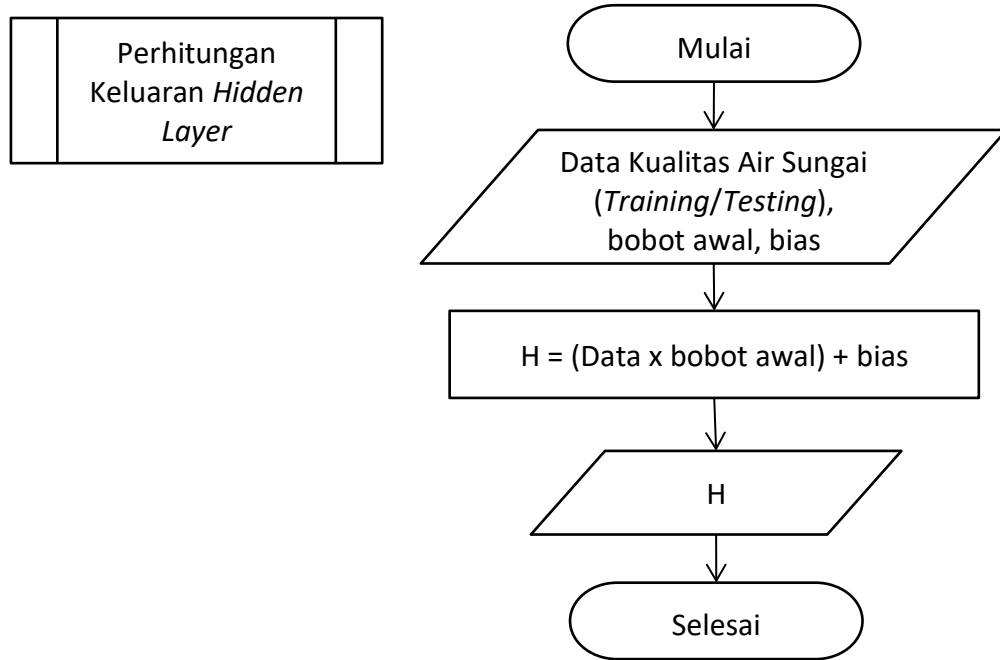 Perhitungan
Keluaran Hidden
Layer
Mulai
Data Kualitas Air Sungai
(Training/Testing),
bobot awal, bias
H = (Data x bobot awal) + bias
H
Selesai